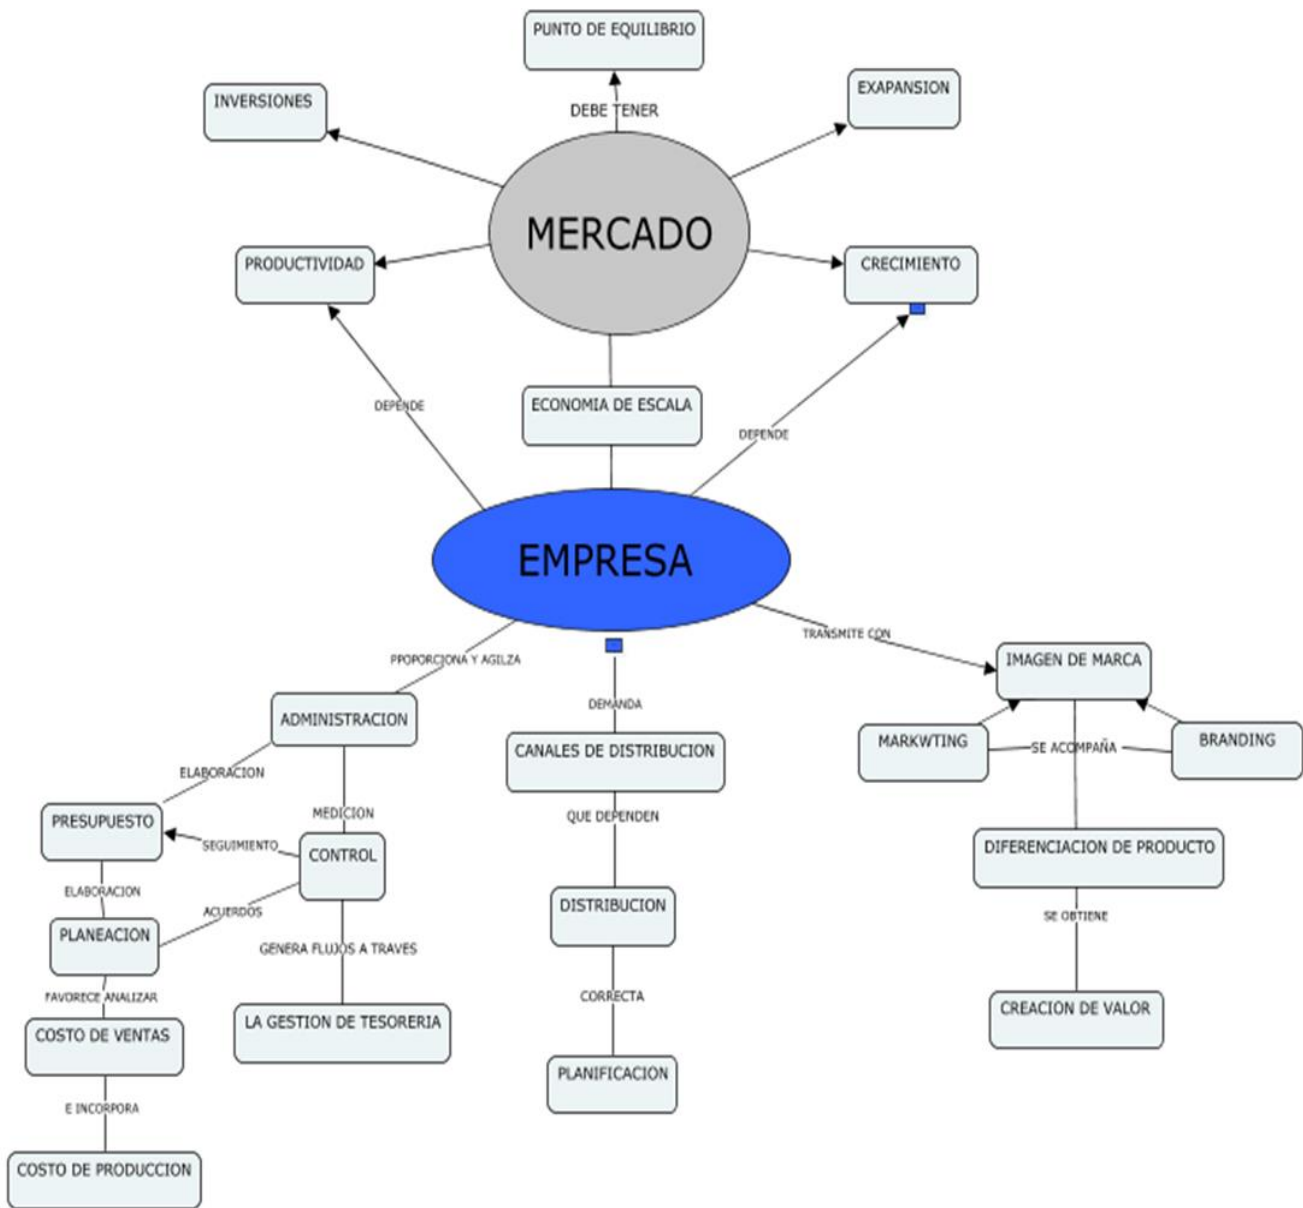 PUNTO DE EQUILIBRIO
INVERSIONES
EXAPANSION
DEBE TENER
MERCADO
PRODUCTIVIDAD
CRECIMIENTO
DEPENDE
ECONOMIA DE ESCALA
DEPENDE
EMPRESA
TRANSMITE CON
PPOPORCIONA Y AGILZA
IMAGEN DE MARCA
ADMINISTRACION
DEMANDA
CANALES DE DISTRIBUCION
MARKWTING
SE ACOMPAÑA
BRANDING
ELABORACION
MEDICION
QUE DEPENDEN
PRESUPUESTO
SEGUIMIENTO
CONTROL
DIFERENCIACION DE PRODUCTO
ELABORACION
ACUERDOS
DISTRIBUCION
SE OBTIENE
PLANEACION
GENERA FLUJOS A TRAVES
FAVORECE ANALIZAR
CORRECTA
CREACION DE VALOR
COSTO DE VENTAS
LA GESTION DE TESORERIA
PLANIFICACION
E INCORPORA
COSTO DE PRODUCCION